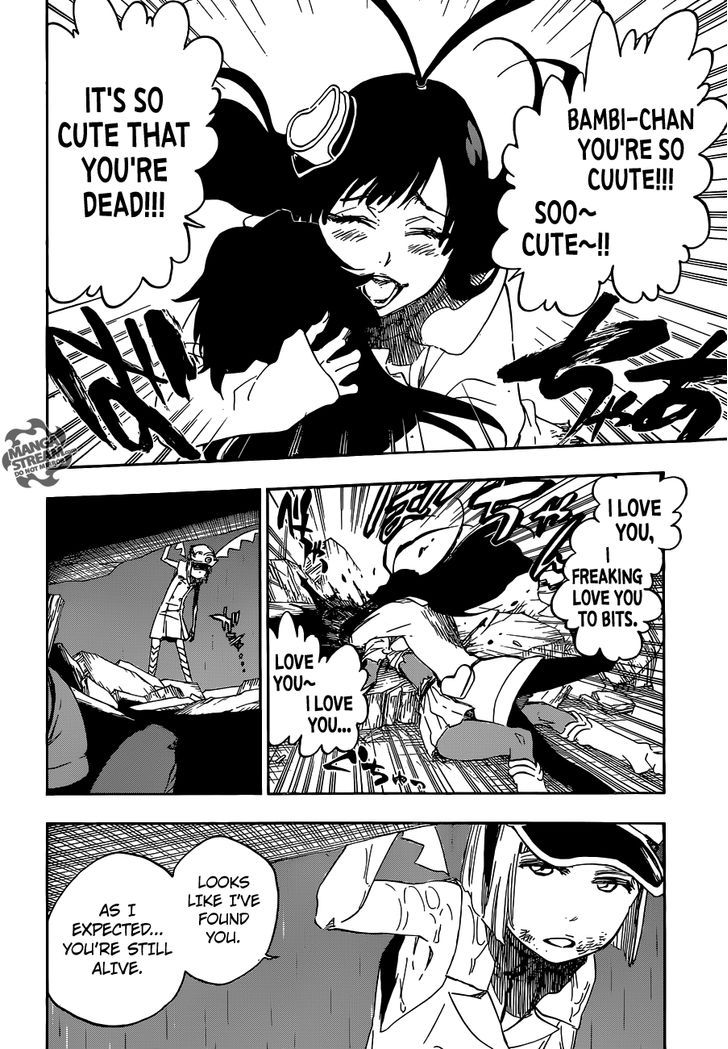 BAMBI-CHAN
YOU'RE SO
CUUTE!!!
SOO~
CUTE~!!
IT'S SO
CUTE THAT
YOU'RE
DEAD!!!
MANGA
STREAM
I LOVE
YOU,
I
FREAKING
LOVE YOU
TO BITS.
LOVE
YOU~
I LOVE
YOU...
LOOKS
LIKE I'VE
FOUND
YOU.
AS I
EXPECTED...
YOU'RE STILL
ALIVE.